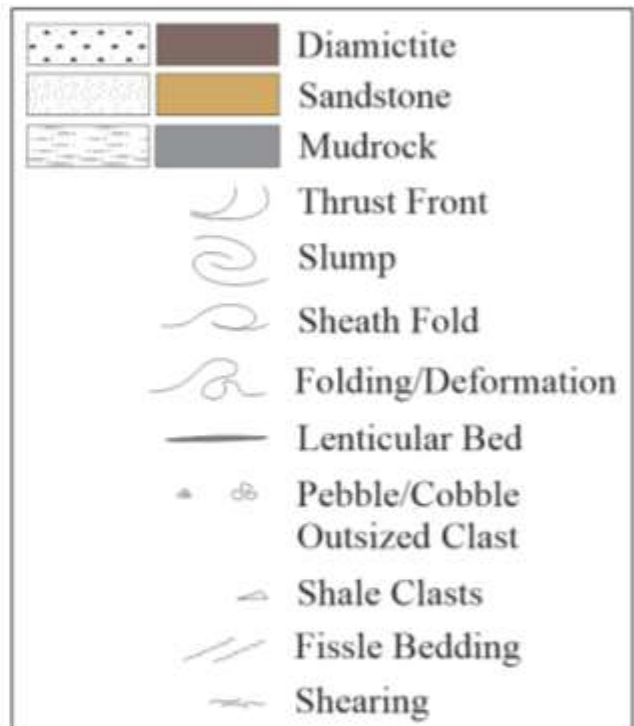 Diamictite
Sandstone
Mudrock
Thrust Front
Slump
Sheath Fold
Folding/Deformation
Lenticular Bed
Pebble/Cobble
Outsized Clast
Shale Clasts
Fissle Bedding
Shearing